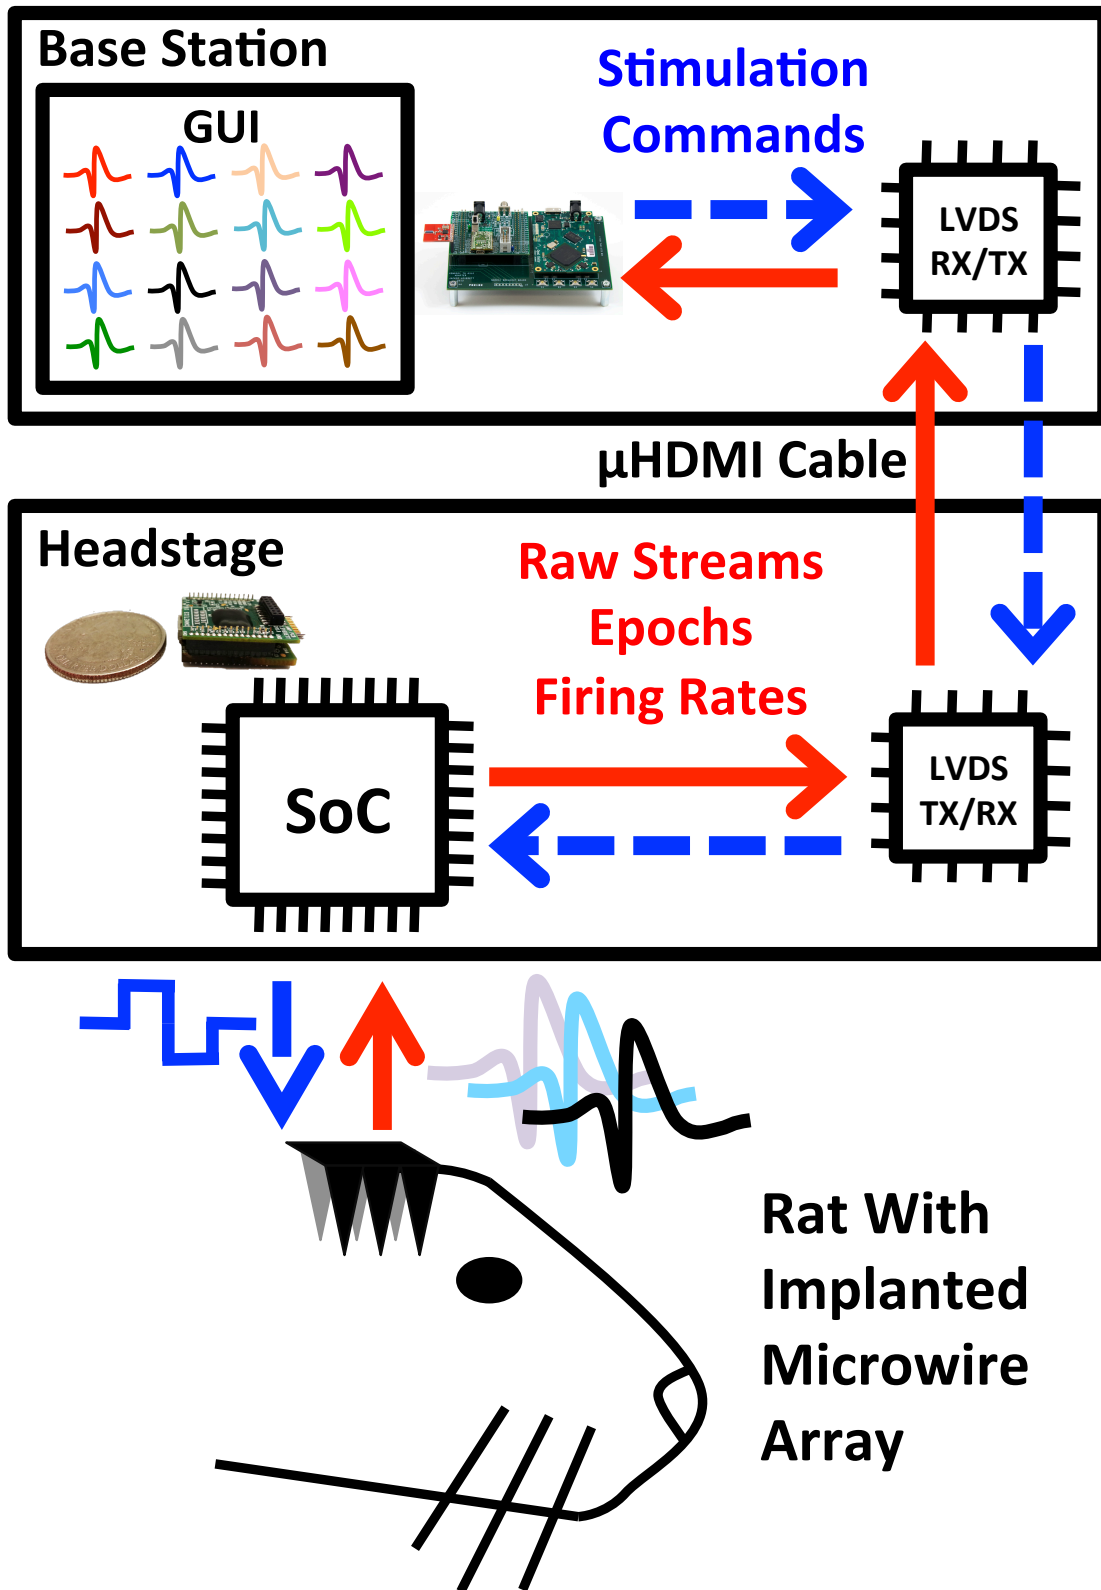 Base Station
GUI
Stimulation
Commands
LVDS
RX/TX
µHDMI Cable
Headstage
Raw Streams
Epochs
Firing Rates
SoC
LVDS
TX/RX
Rat With
Implanted
Microwire
Array